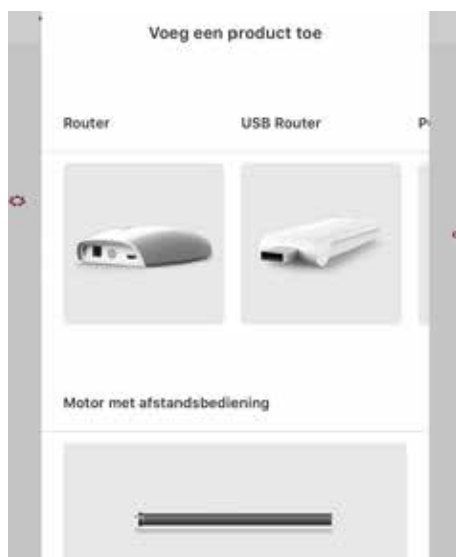 Voeg een product toe
Router
USB Router
Motor met afstandsbediening